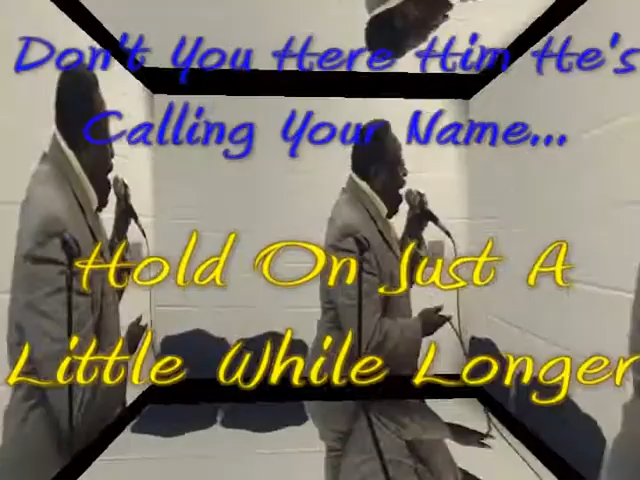 Don't You Here Him He's
Calling Your Name...
Hold On Just A
Little While Longer